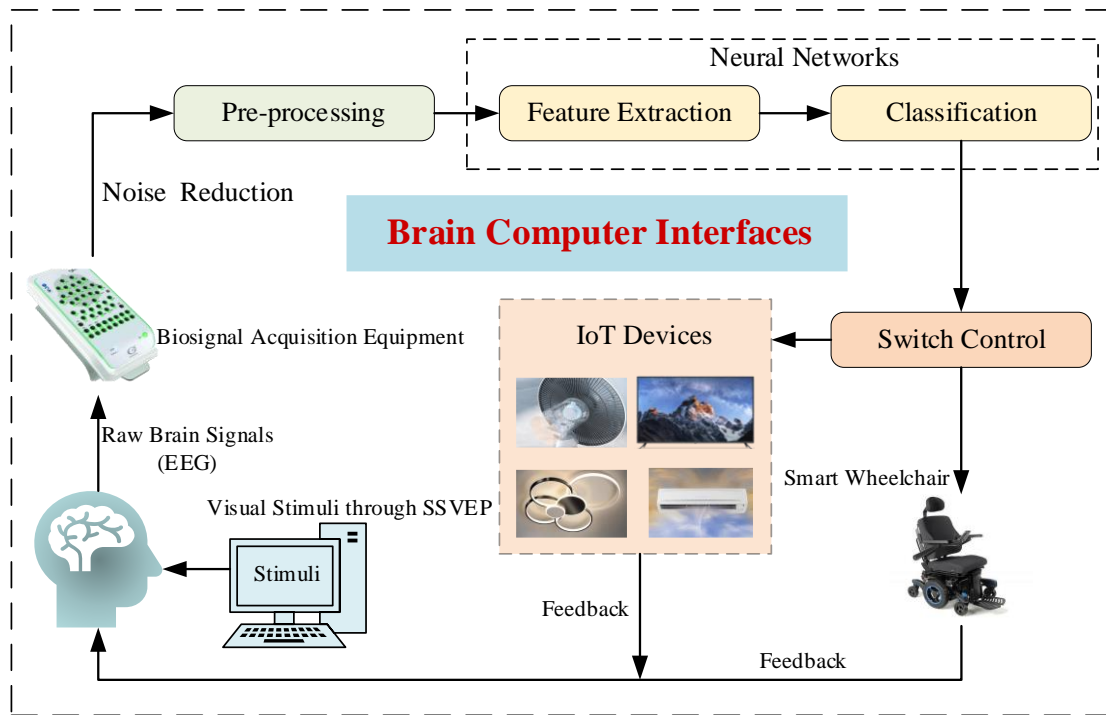 Neural Networks
Pre-processing
Feature Extraction
Classification
Noise Reduction
Brain Computer Interfaces
Biosignal Acquisition Equipment
IoT Devices
Switch Control
Raw Brain Signals
(EEG)
Visual Stimuli through SSVEP
Smart Wheelchair
Stimuli
Feedback
Feedback